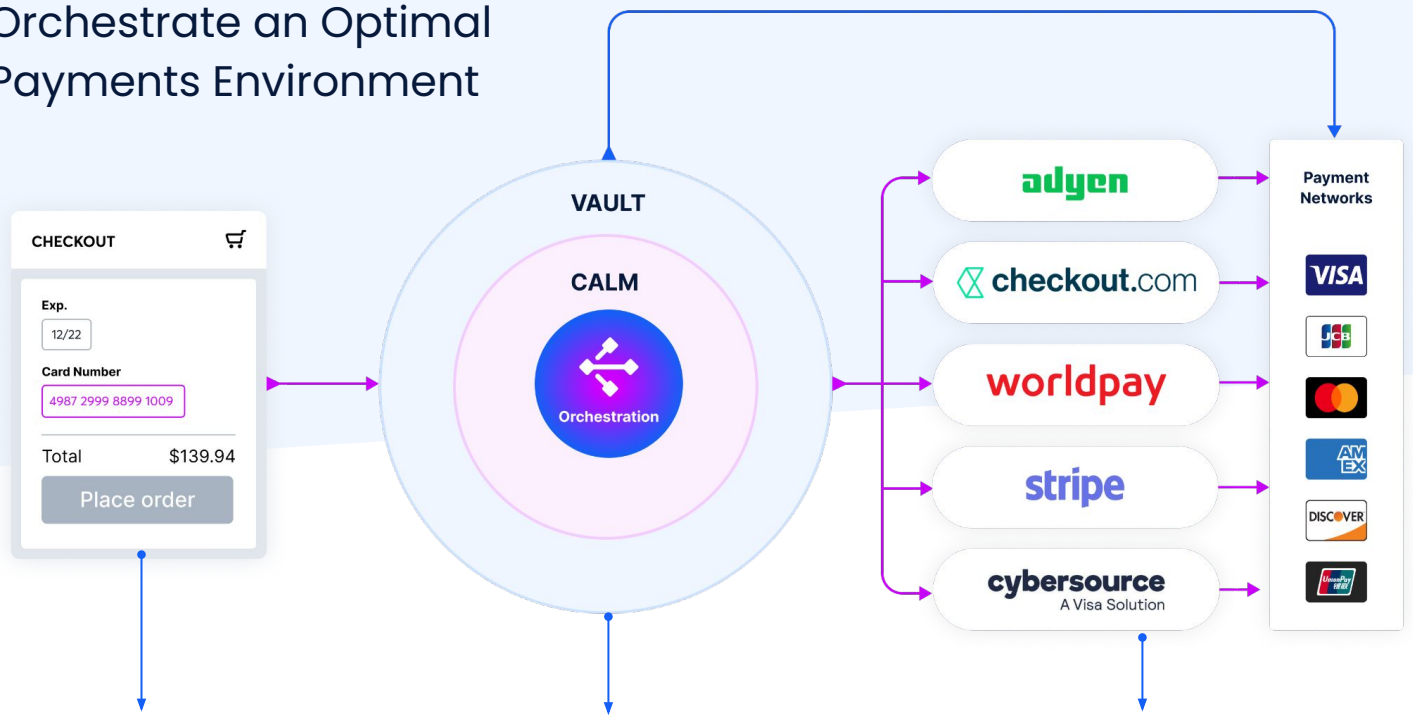 Orchestrate an Optimal
Payments Environment
CHECKOUT
Exp.
12/22
Card Number
4987 2999 8899 1009
Total $139.94
Place order
VAULT
CALM
Orchestration
adyen
checkout.com
worldpay
stripe
cybersource
A Visa Solution
Payment
Networks
VISA
JCB
AM
EX
DISCOVER
UnionPay
银联